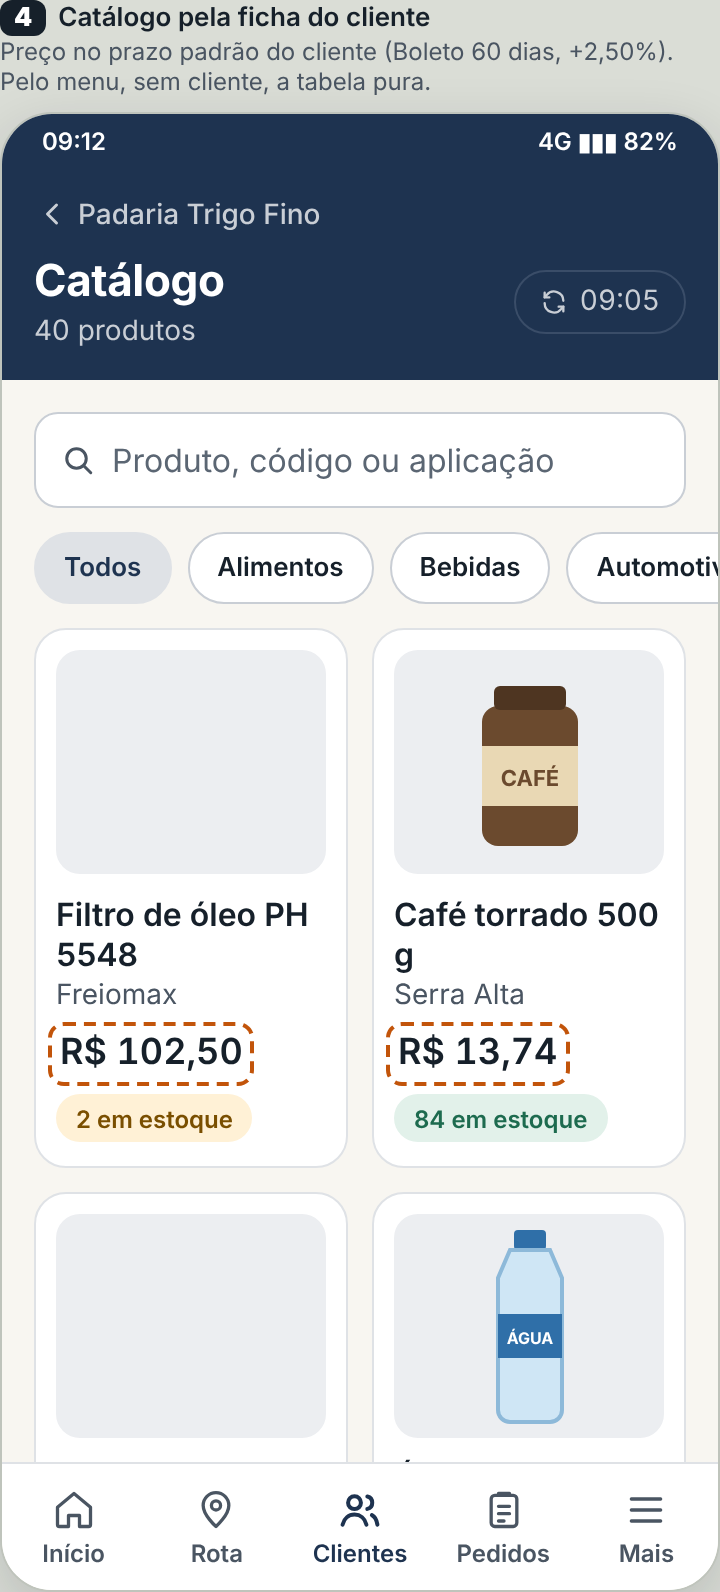 4 Catálogo pela ficha do cliente
Preço no prazo padrão do cliente (Boleto 60 dias, +2,50%).
Pelo menu, sem cliente, a tabela pura.
09:12 4G 82%
Padaria Trigo Fino
Catálogo
40 produtos
09:05
Produto, código ou aplicação
Todos Alimentos Bebidas Automotiv
CAFÉ
Filtro de óleo PH
5548
Freiomax
R$ 102,50
2 em estoque
Café torrado 500
g
Serra Alta
R$ 13,74
84 em estoque
ÁGUA
Início Rota Clientes Pedidos Mais